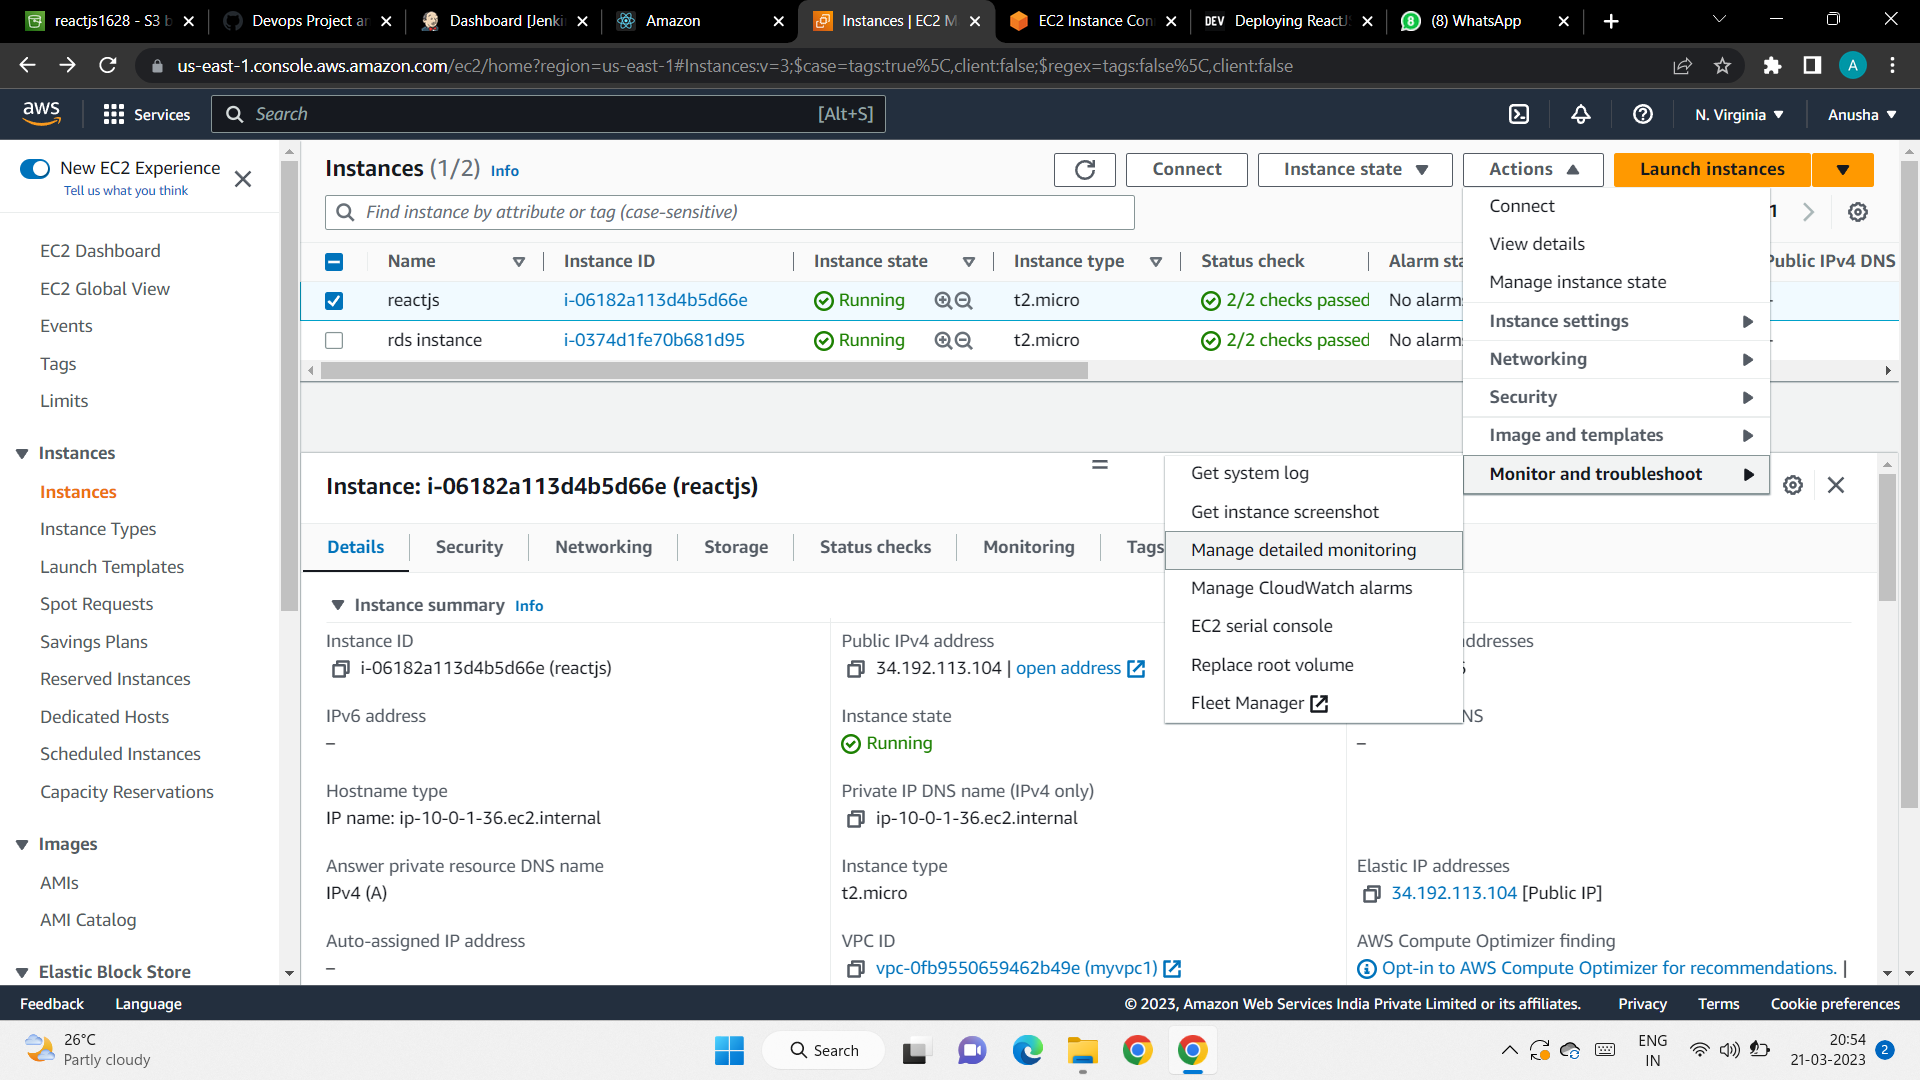 reactjs1628 - S3 b
Devops Project an
Dashboard [Jenki
Amazon
Instances | EC2 M
EC2 Instance Con
DEV Deploying ReactJS
(8) WhatsApp
us-east-1.console.aws.amazon.com/ec2/home?region=us-east-1#Instances:v=3;$case=tags:true%5C,client:false;$regex=tags:false%5C,client:false
A
aws
Services
Search
[Alt+S]
N. Virginia
Anusha
New EC2 Experience
Tell us what you think
EC2 Dashboard
EC2 Global View
Events
Tags
Limits
Instances
Instances
Instance Types
Launch Templates
Spot Requests
Savings Plans
Reserved Instances
Dedicated Hosts
Scheduled Instances
Capacity Reservations
Images
AMIs
AMI Catalog
Elastic Block Store
Instances (1/2) Info
Connect
Instance state
Actions
Launch instances
Find instance by attribute or tag (case-sensitive)
1
Name Instance ID Instance state Instance type Status check Alarm sta Public IPv4 DNS
reactjs i-06182a113d4b5d66e Running t2.micro 2/2 checks passed No alarms –
rds instance i-0374d1fe70b681d95 Running t2.micro 2/2 checks passed No alarms –
Connect
View details
Manage instance state
Instance settings
Networking
Security
Image and templates
Monitor and troubleshoot
Get system log
Get instance screenshot
Manage detailed monitoring
Manage CloudWatch alarms
EC2 serial console
Replace root volume
Fleet Manager
Instance: i-06182a113d4b5d66e (reactjs)
Details Security Networking Storage Status checks Monitoring Tags
Instance summary Info
Instance ID
i-06182a113d4b5d66e (reactjs)
Public IPv4 address
34.192.113.104 | open address
addresses
IPv6 address
–
Instance state
Running
NS
–
Hostname type
IP name: ip-10-0-1-36.ec2.internal
Private IP DNS name (IPv4 only)
ip-10-0-1-36.ec2.internal
Answer private resource DNS name
IPv4 (A)
Instance type
t2.micro
Elastic IP addresses
34.192.113.104 [Public IP]
Auto-assigned IP address
–
VPC ID
vpc-0fb9550659462b49e (myvpc1)
AWS Compute Optimizer finding
Opt-in to AWS Compute Optimizer for recommendations. |
Feedback Language
© 2023, Amazon Web Services India Private Limited or its affiliates. Privacy Terms Cookie preferences
26°C
Partly cloudy
Search
ENG
IN
20:54
21-03-2023
2